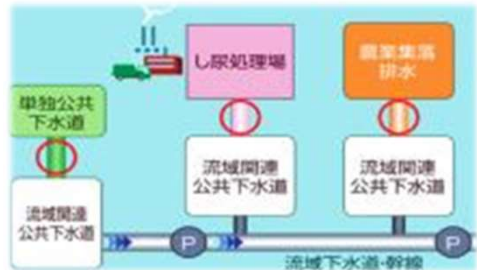 し尿処理場
農業集落
排水
単独公共
下水道
流域関連
公共下水道
流域関連
公共下水道
流域関連
公共下水道
P
P
流域下水道・幹線